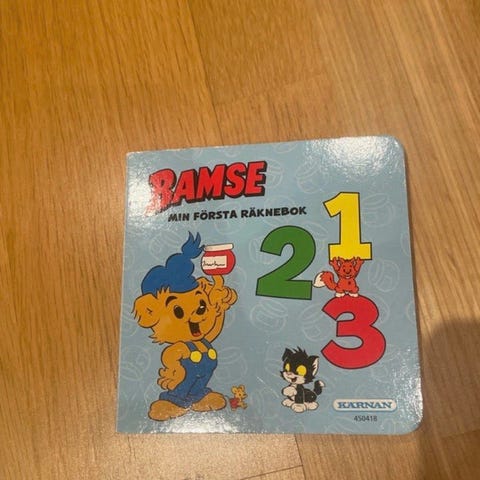 BAMSE
MIN FÖRSTA RÄKNEBOK
1
2
3
KÄRNAN
450418